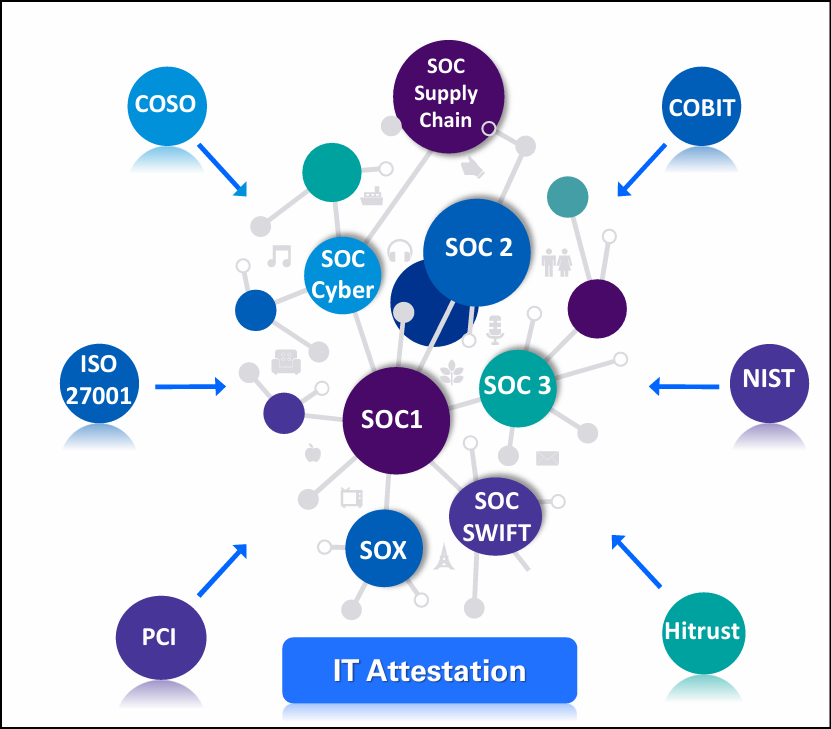 SOC
Supply
Chain
COSO
COBIT
SOC 2
SOC
Cyber
ISO
27001
SOC 3
NIST
SOC1
SOC
SWIFT
SOX
PCI
Hitrust
IT Attestation